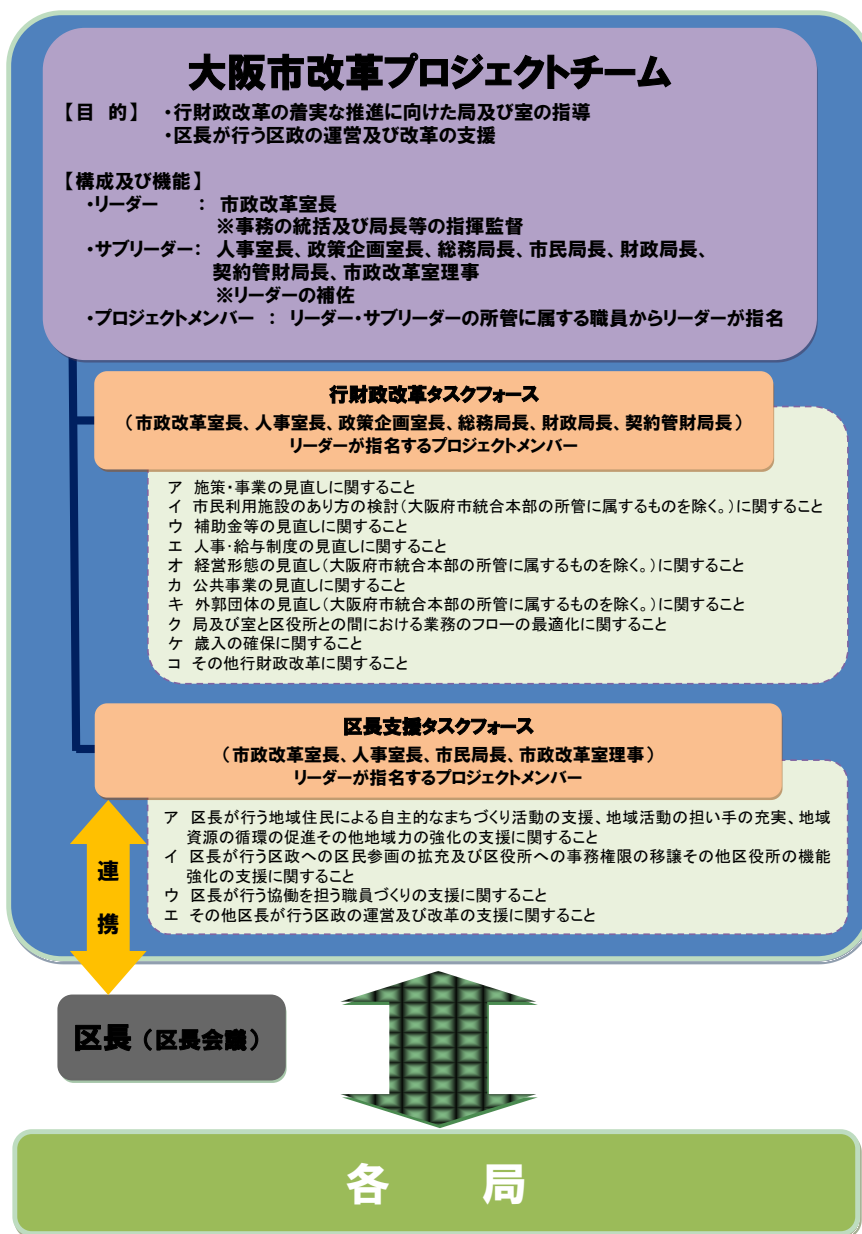 大阪市改革プロジェクトチーム
【目 的】 ・行財政改革の着実な推進に向けた局及び室の指導
・区長が行う区政の運営及び改革の支援
【構成及び機能】
・リーダー : 市政改革室長
※事務の統括及び局長等の指揮監督
・サブリーダー: 人事室長、政策企画室長、総務局長、市民局長、財政局長、
契約管財局長、市政改革室理事
※リーダーの補佐
・プロジェクトメンバー : リーダー・サブリーダーの所管に属する職員からリーダーが指名
行財政改革タスクフォース
(市政改革室長、人事室長、政策企画室長、総務局長、財政局長、契約管財局長)
リーダーが指名するプロジェクトメンバー
ア 施策・事業の見直しに関すること
イ 市民利用施設のあり方の検討(大阪府市統合本部の所管に属するものを除く。)に関すること
ウ 補助金等の見直しに関すること
エ 人事・給与制度の見直しに関すること
オ 経営形態の見直し(大阪府市統合本部の所管に属するものを除く。)に関すること
カ 公共事業の見直しに関すること
キ 外郭団体の見直し(大阪府市統合本部の所管に属するものを除く。)に関すること
ク 局及び室と区役所との間における業務のフローの最適化に関すること
ケ 歳入の確保に関すること
コ その他行財政改革に関すること
区長支援タスクフォース
(市政改革室長、人事室長、市民局長、市政改革室理事)
リーダーが指名するプロジェクトメンバー
ア 区長が行う地域住民による自主的なまちづくり活動の支援、地域活動の担い手の充実、地域
資源の循環の促進その他地域力の強化の支援に関すること
イ 区長が行う区政への区民参画の拡充及び区役所への事務権限の移譲その他区役所の機能
強化の支援に関すること
ウ 区長が行う協働を担う職員づくりの支援に関すること
エ その他区長が行う区政の運営及び改革の支援に関すること
連
携
区長(区長会議)
各 局